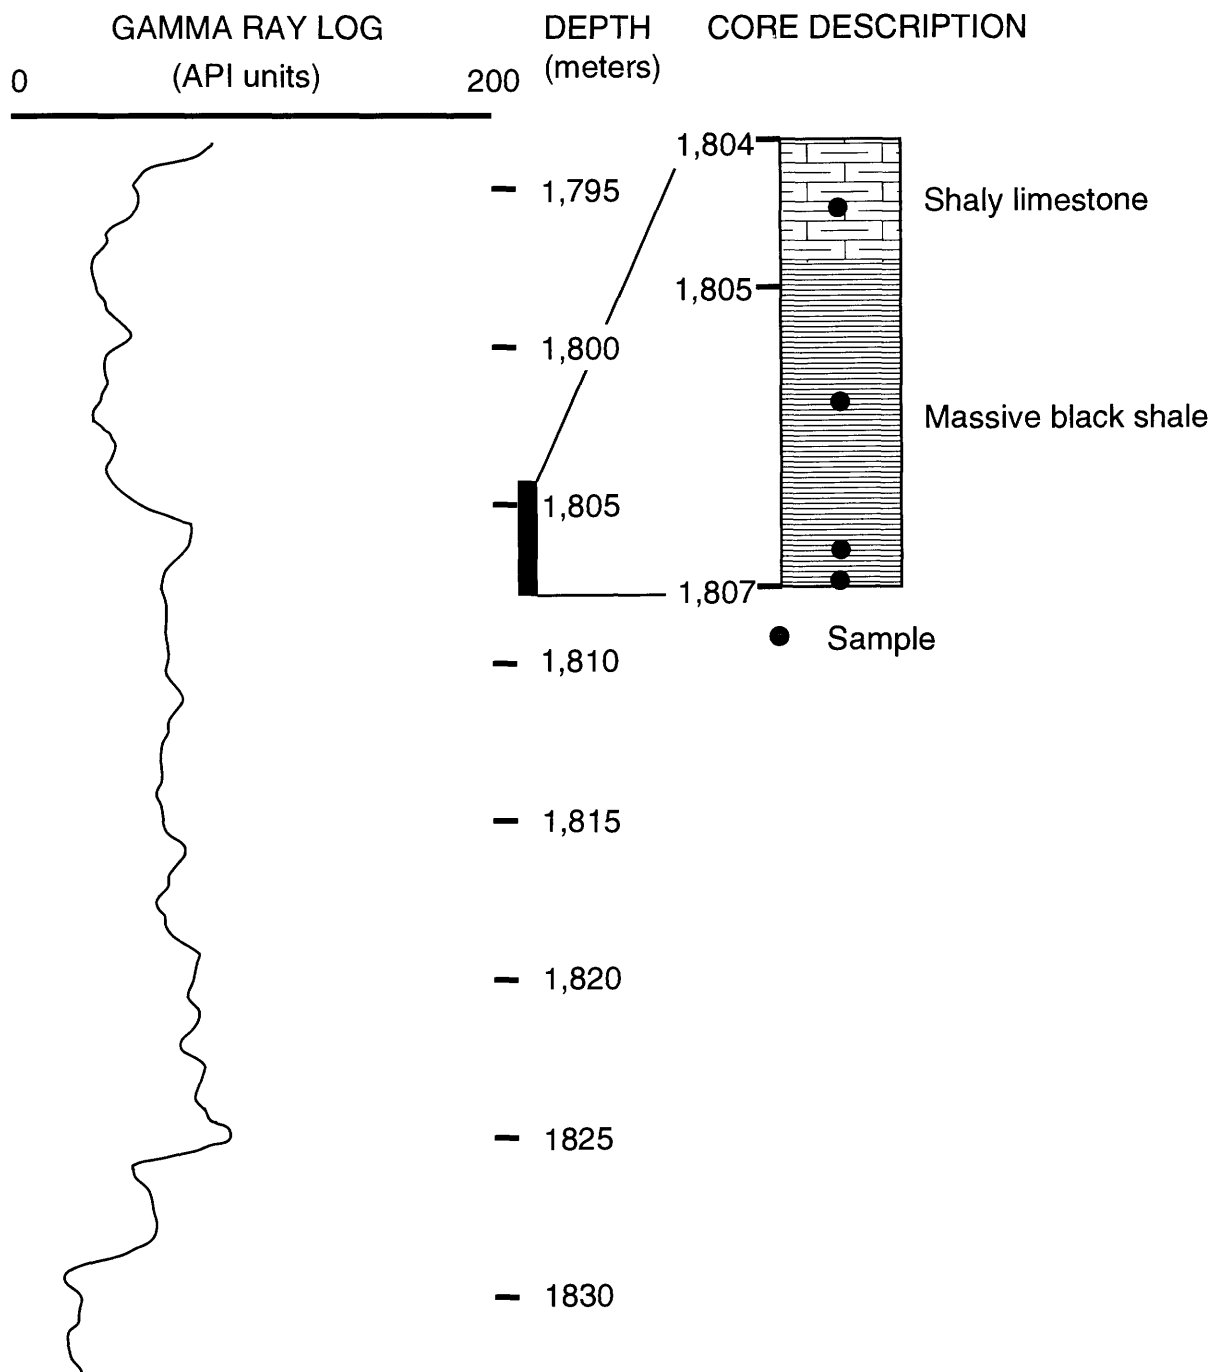 GAMMA RAY LOG
DEPTH
CORE DESCRIPTION
0
(API units)
200
(meters)
1,795
1,800
1,805
1,810
1,815
1,820
1825
1830
1,804
1,805
1,807
Shaly limestone
Massive black shale
Sample